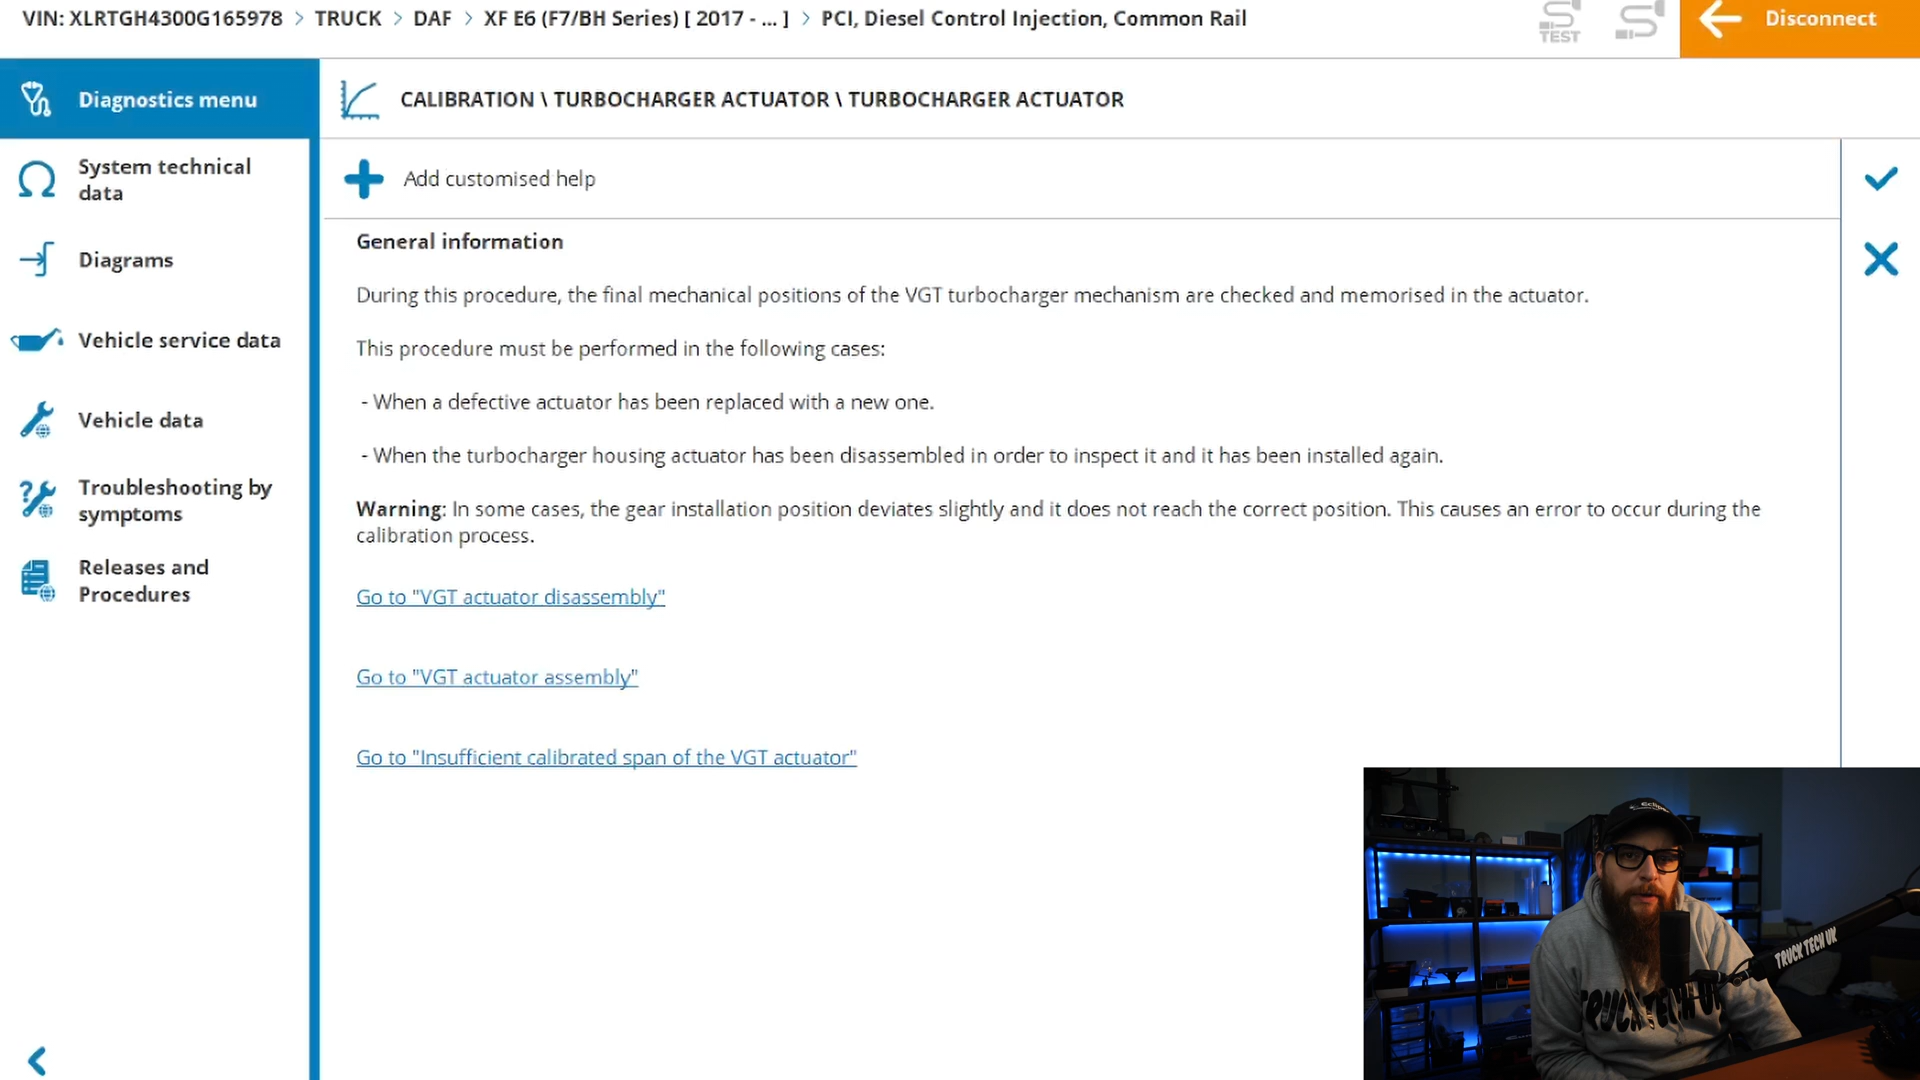 VIN: XLRTGH4300G165978 > TRUCK > DAF > XF E6 (F7/BH Series) [ 2017 - ... ] > PCI, Diesel Control Injection, Common Rail
TEST
Disconnect
Diagnostics menu
CALIBRATION \ TURBOCHARGER ACTUATOR \ TURBOCHARGER ACTUATOR
System technical
data
Diagrams
Vehicle service data
Vehicle data
Troubleshooting by
symptoms
Releases and
Procedures
Add customised help
General information
During this procedure, the final mechanical positions of the VGT turbocharger mechanism are checked and memorised in the actuator.
This procedure must be performed in the following cases:
- When a defective actuator has been replaced with a new one.
- When the turbocharger housing actuator has been disassembled in order to inspect it and it has been installed again.
Warning: In some cases, the gear installation position deviates slightly and it does not reach the correct position. This causes an error to occur during the
calibration process.
Go to "VGT actuator disassembly"
Go to "VGT actuator assembly"
Go to "Insufficient calibrated span of the VGT actuator"
TRUCK TECH UK
TRUCK TECH UK